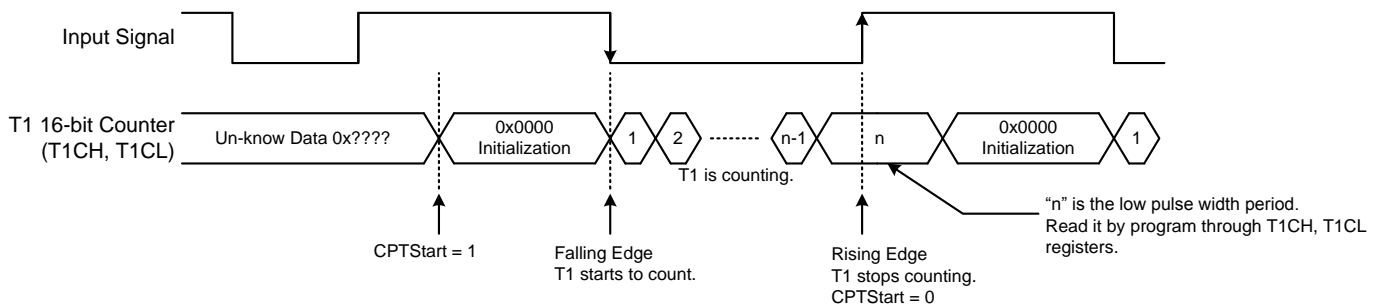 Input Signal
T1 16-bit Counter
(T1CH, T1CL)
Un-know Data 0x????
0x0000
Initialization
1
2
n-1
n
0x0000
Initialization
1
T1 is counting.
"n" is the low pulse width period.
Read it by program through T1CH, T1CL
registers.
CPTStart = 1
Falling Edge
T1 starts to count.
Rising Edge
T1 stops counting.
CPTStart = 0